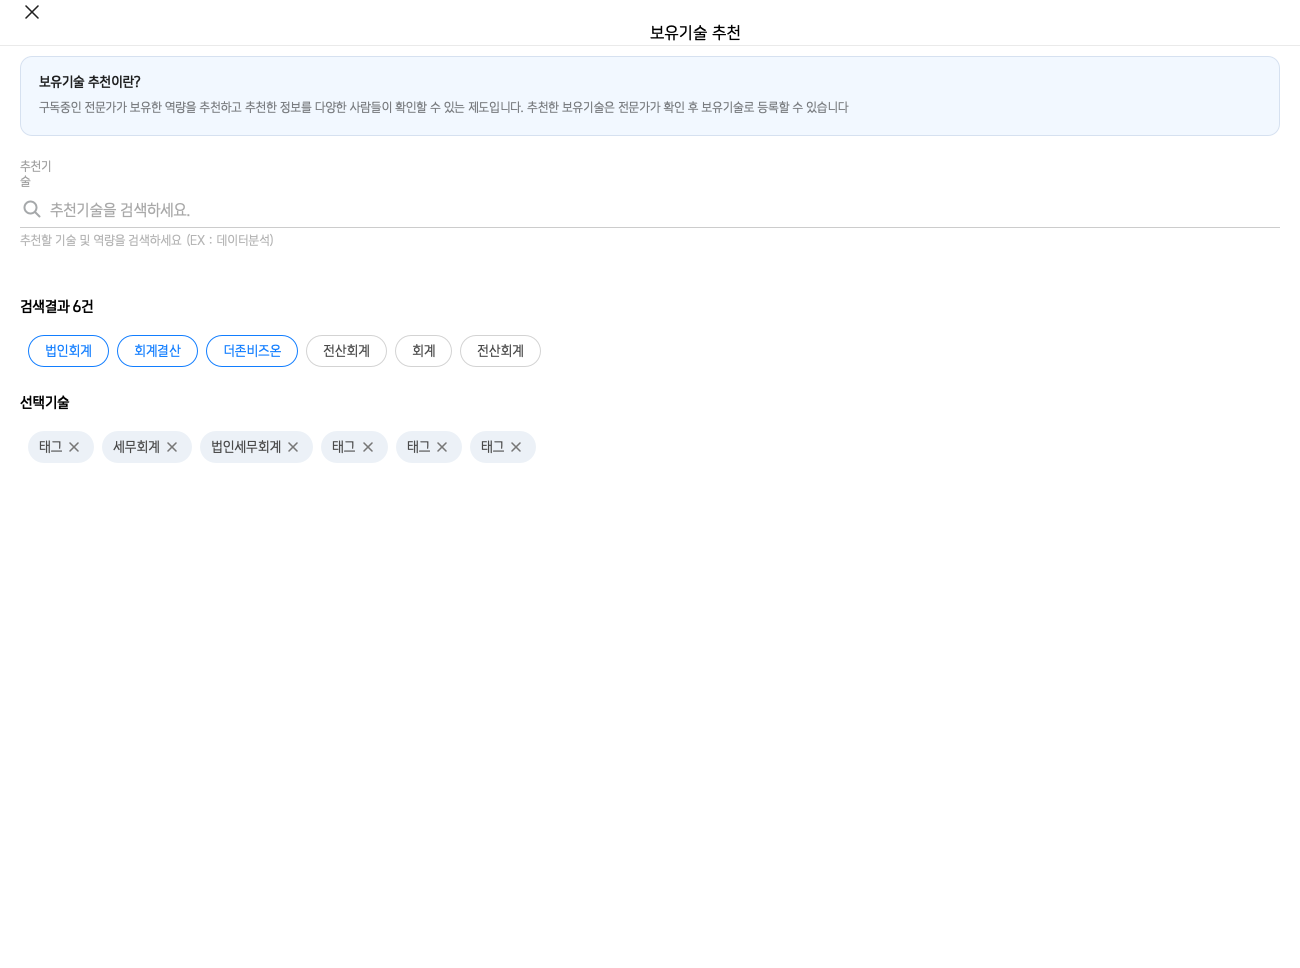 보유기술 추천
보유기술 추천이란?
구독중인 전문가가 보유한 역량을 추천하고 추천한 정보를 다양한 사람들이 확인할 수 있는 제도입니다. 추천한 보유기술은 전문가가 확인 후 보유기술로 등록할 수 있습니다
추천기
술
추천기술을 검색하세요.
추천할 기술 및 역량을 검색하세요 (EX : 데이터분석)
검색결과 6건
법인회계 회계결산 더존비즈온 전산회계 회계 전산회계
선택기술
태그 세무회계 법인세무회계 태그 태그 태그